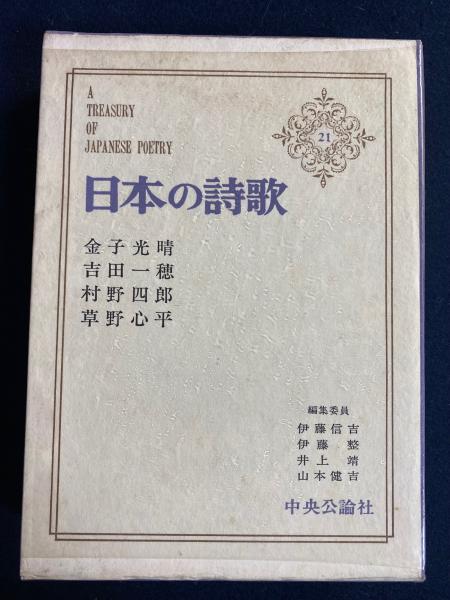 A
TREASURY
OF
JAPANESE POETRY
21
日本の詩歌
金子光晴
吉田一穂
村野四郎
草野心平
編集委員
伊藤信吉
伊藤整
井上靖
山本健吉
中央公論社